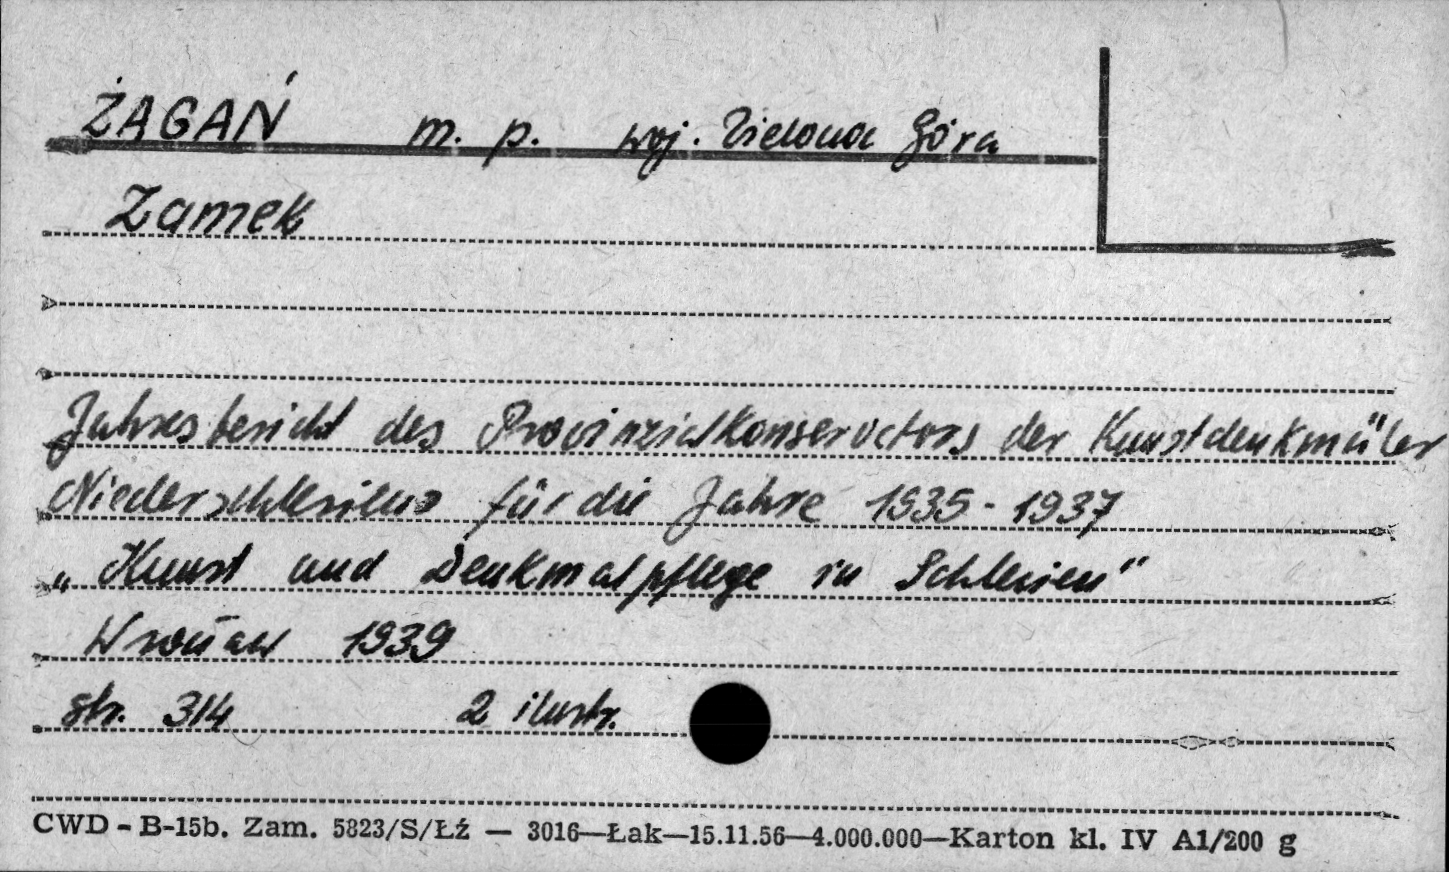 ŻAGAŃ m. p. woj. Zielona Góra
Zamek
Jahresbericht des Provinzialkonservators der Kunstdenkmäler
Niederschlesiens für die Jahre 1935-1937
„Kunst und Denkmalpflege in Schlesien"
Wrocław 1939
str. 314 2 ilustr.
CWD - B-15b. Zam. 5823/S/Łź — 3016—Łak—15.11.56—4.000.000—Karton kl. IV A1/200 g